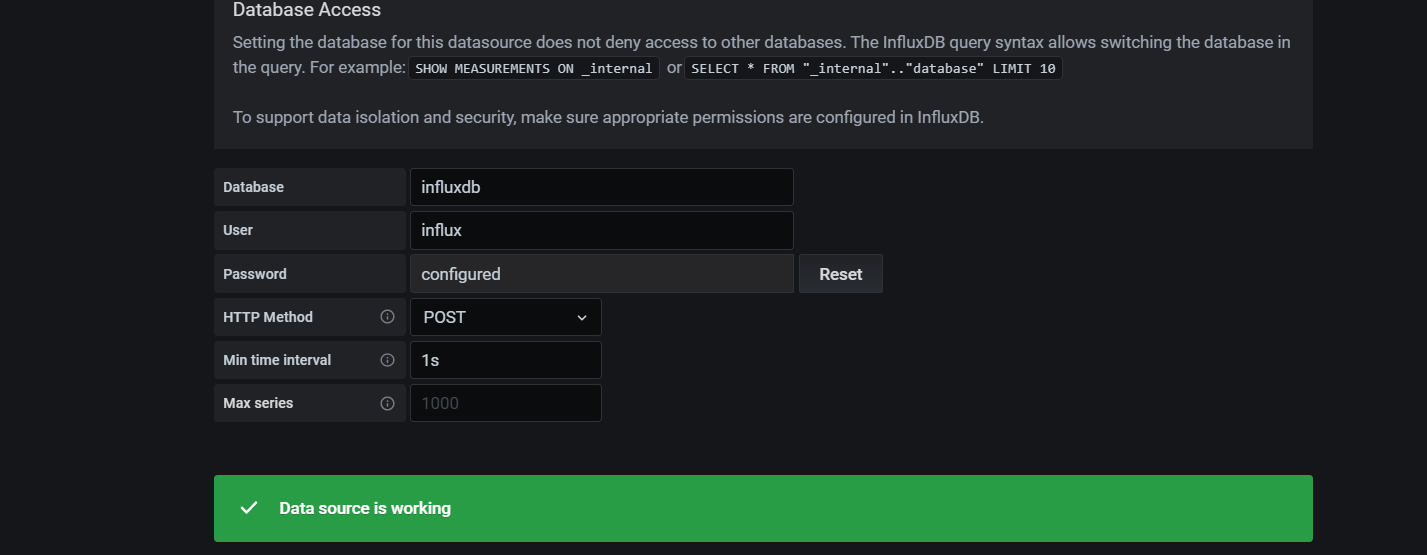 Database Access
Setting the database for this datasource does not deny access to other databases. The InfluxDB query syntax allows switching the database in
the query. For example: SHOW MEASUREMENTS ON _internal or SELECT * FROM "_internal".."database" LIMIT 10
To support data isolation and security, make sure appropriate permissions are configured in InfluxDB.
Database influxdb
User influx
Password configured Reset
HTTP Method POST
Min time interval 1s
Max series 1000
Data source is working